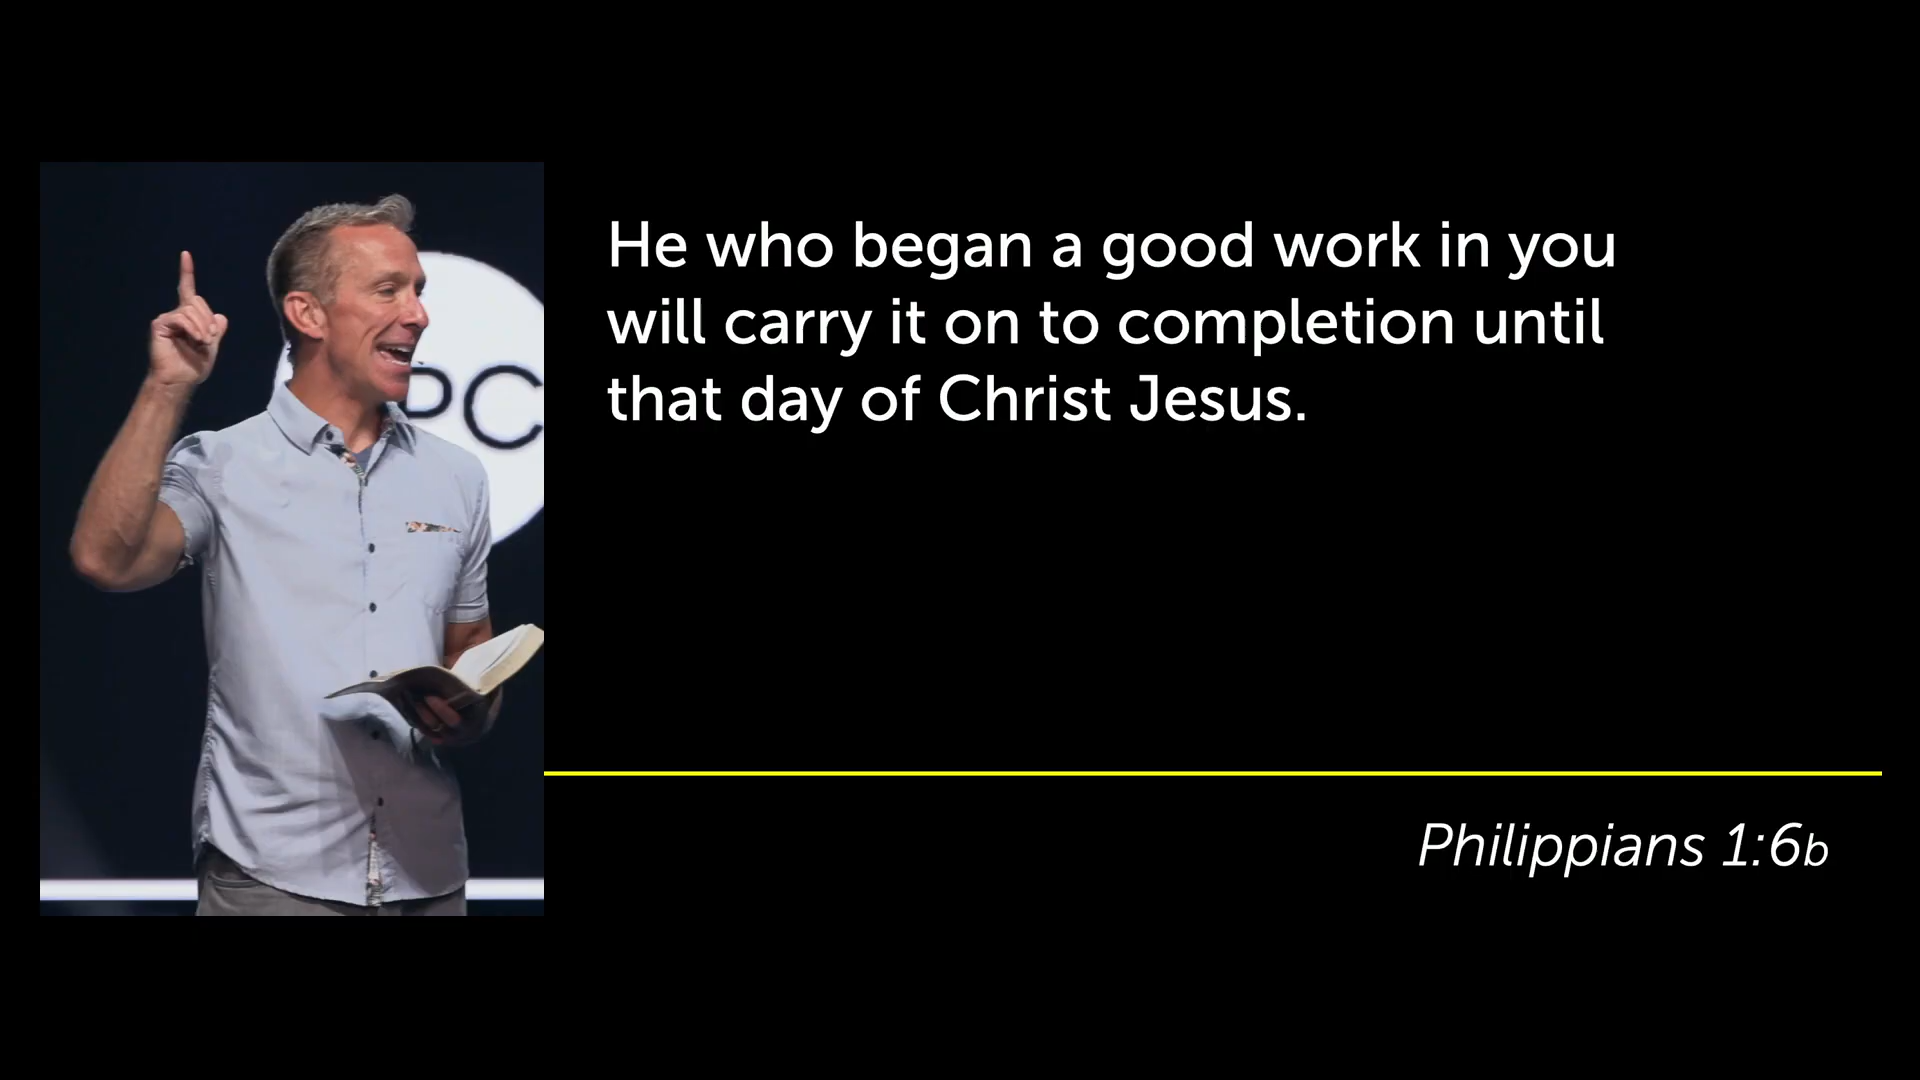 He who began a good work in you
will carry it on to completion until
that day of Christ Jesus.
PC
Philippians 1:6b